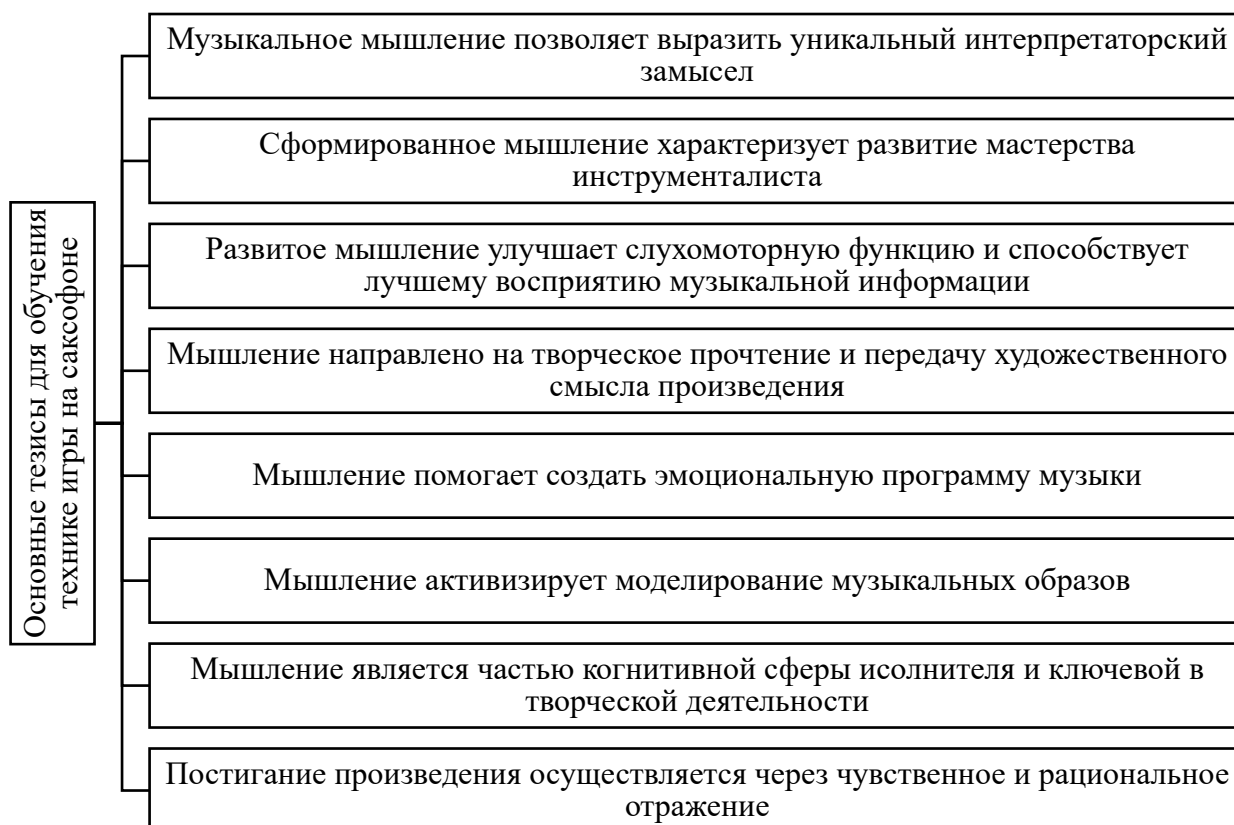 Основные тезисы для обучения
технике игры на саксофоне
Музыкальное мышление позволяет выразить уникальный интерпретаторский
замысел
Сформированное мышление характеризует развитие мастерства
инструменталиста
Развитое мышление улучшает слухомоторную функцию и способствует
лучшему восприятию музыкальной информации
Мышление направлено на творческое прочтение и передачу художественного
смысла произведения
Мышление помогает создать эмоциональную программу музыки
Мышление активизирует моделирование музыкальных образов
Мышление является частью когнитивной сферы исолнителя и ключевой в
творческой деятельности
Постигание произведения осуществляется через чувственное и рациональное
отражение